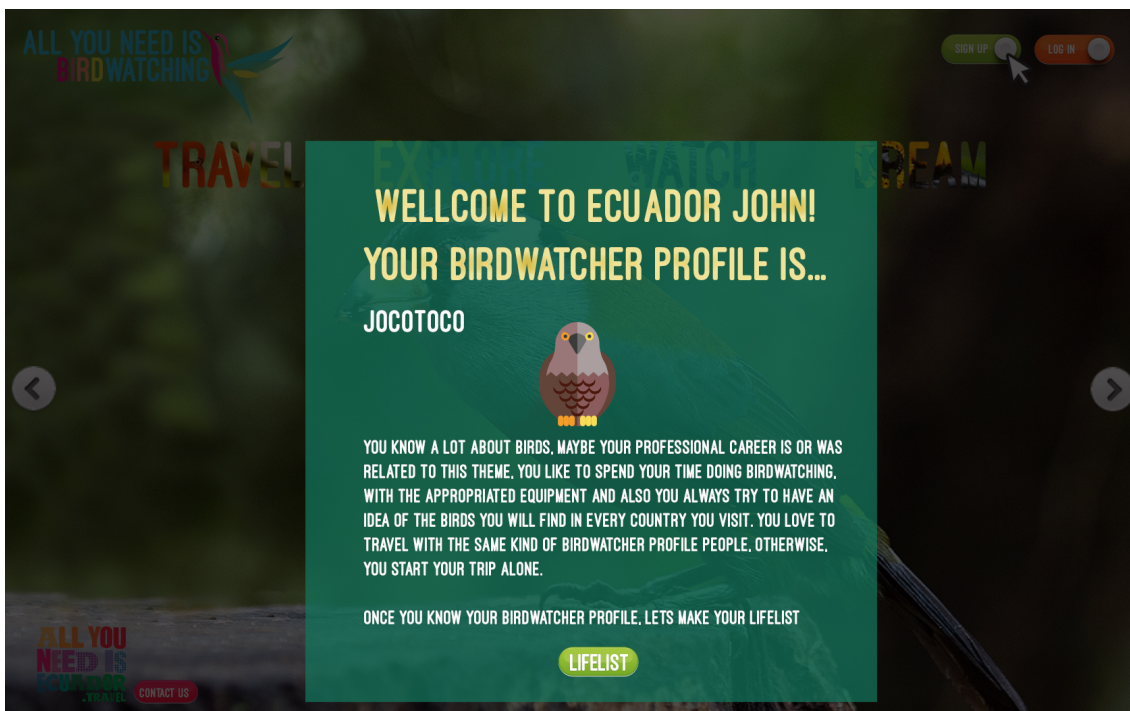 ALL YOU NEED IS
BIRDWATCHING
SIGN UP
LOG IN
TRAVEL
EXPLORE
WATCH
DREAM
WELLCOME TO ECUADOR JOHN!
YOUR BIRDWATCHER PROFILE IS...
JOCOTOCO
YOU KNOW A LOT ABOUT BIRDS, MAYBE YOUR PROFESSIONAL CAREER IS OR WAS
RELATED TO THIS THEME, YOU LIKE TO SPEND YOUR TIME DOING BIRDWATCHING,
WITH THE APPROPRIATED EQUIPMENT AND ALSO YOU ALWAYS TRY TO HAVE AN
IDEA OF THE BIRDS YOU WILL FIND IN EVERY COUNTRY YOU VISIT. YOU LOVE TO
TRAVEL WITH THE SAME KIND OF BIRDWATCHER PROFILE PEOPLE, OTHERWISE,
YOU START YOUR TRIP ALONE.
ONCE YOU KNOW YOUR BIRDWATCHER PROFILE, LETS MAKE YOUR LIFELIST
LIFELIST
ALL YOU
NEED IS
ECUADOR
.TRAVEL
CONTACT US